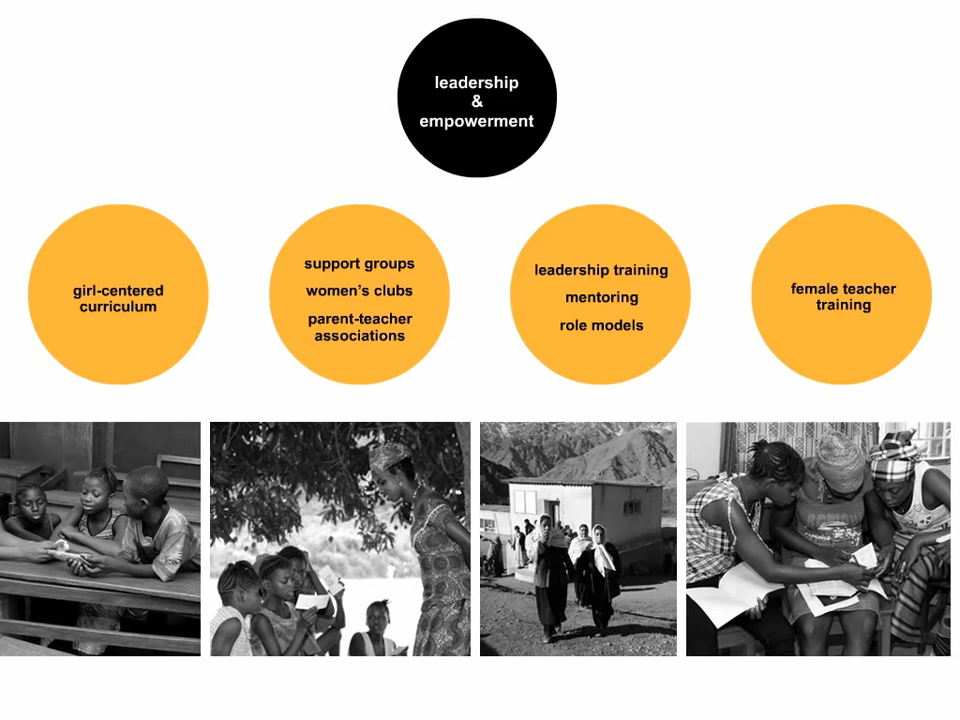 leadership
&
empowerment
girl-centered
curriculum
support groups
women's clubs
parent-teacher
associations
leadership training
mentoring
role models
female teacher
training